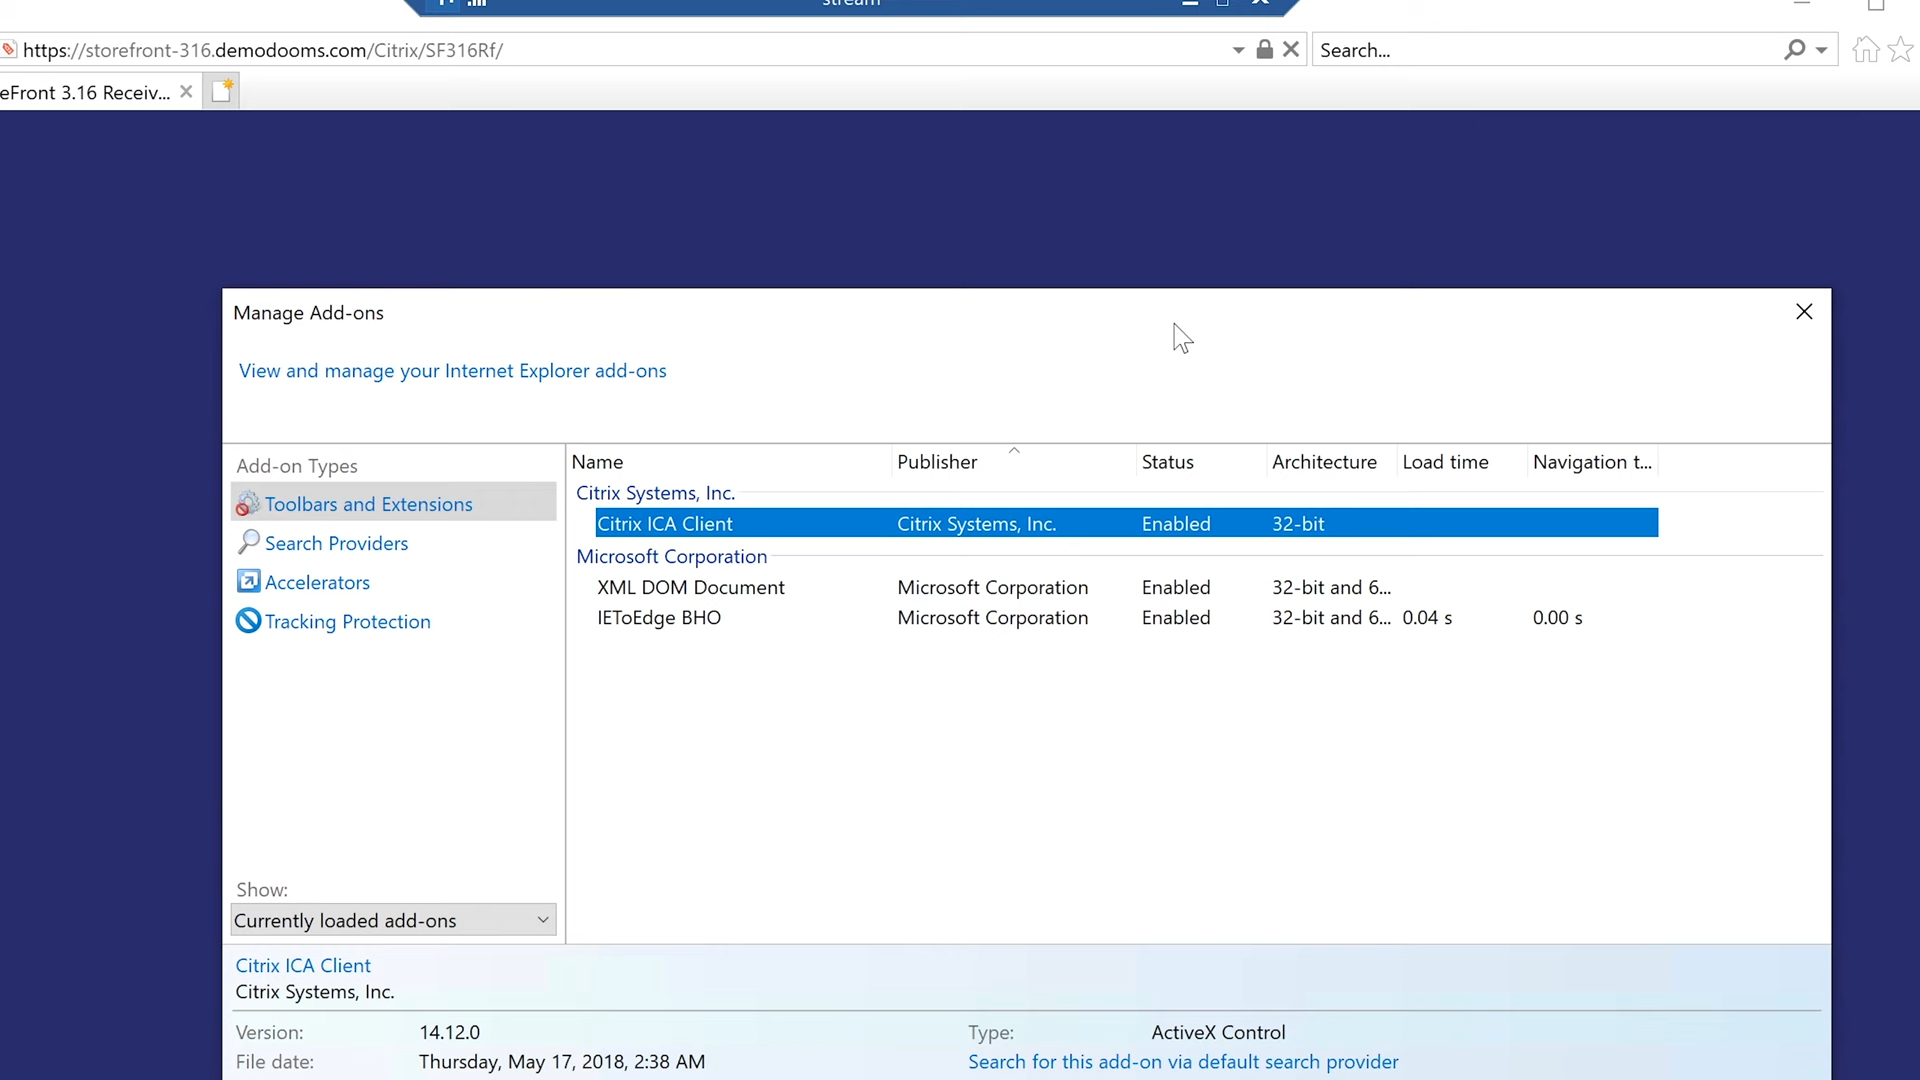 stream
https://storefront-316.demodooms.com/Citrix/SF316Rf/
Search...
eFront 3.16 Receiv...
Manage Add-ons
View and manage your Internet Explorer add-ons
Add-on Types
Toolbars and Extensions
Search Providers
Accelerators
Tracking Protection
Show:
Currently loaded add-ons
Name Publisher Status Architecture Load time Navigation t...
Citrix Systems, Inc.
Citrix ICA Client Citrix Systems, Inc. Enabled 32-bit
Microsoft Corporation
XML DOM Document Microsoft Corporation Enabled 32-bit and 6...
IEToEdge BHO Microsoft Corporation Enabled 32-bit and 6... 0.04 s 0.00 s
Citrix ICA Client
Citrix Systems, Inc.
Version: 14.12.0 Type: ActiveX Control
File date: Thursday, May 17, 2018, 2:38 AM Search for this add-on via default search provider